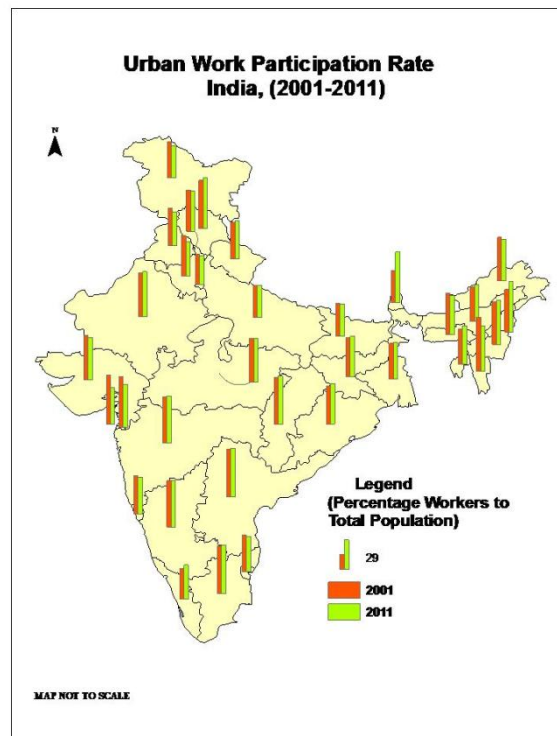 Urban Work Participation Rate
India, (2001-2011)
N
Legend
(Percentage Workers to
Total Population)
29
2001
2011
MAP NOT TO SCALE